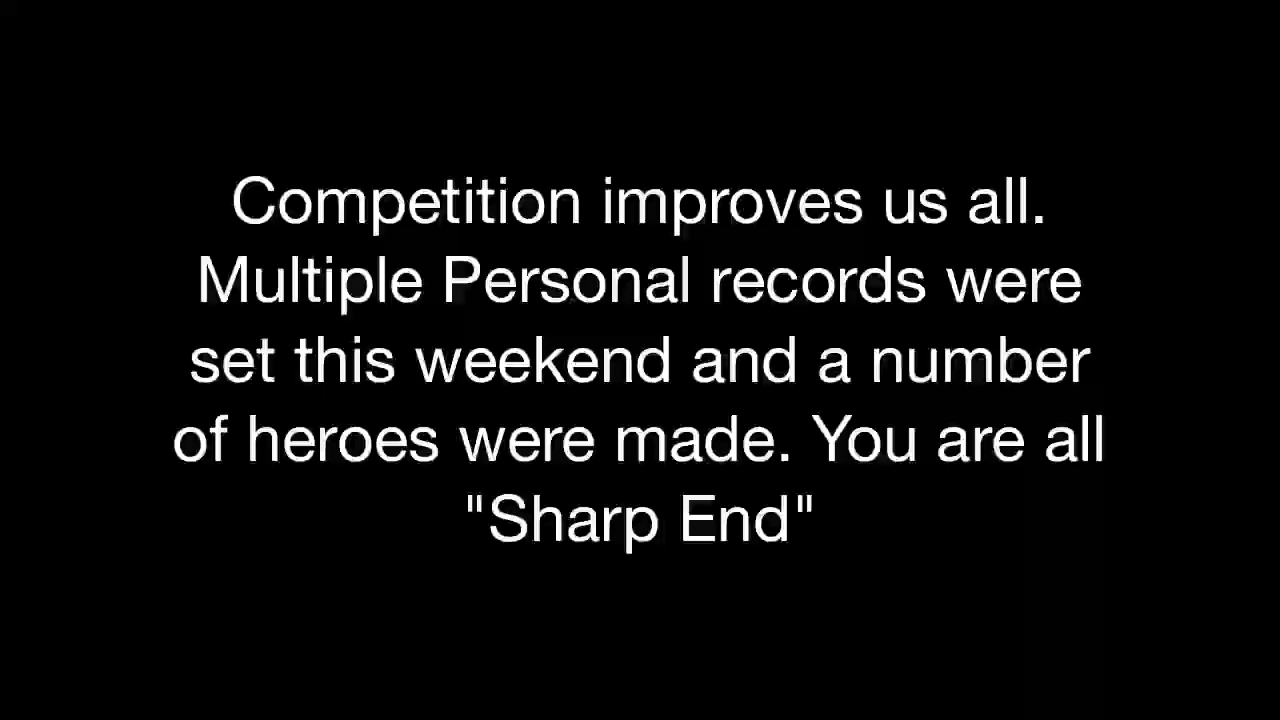 Competition improves us all.
Multiple Personal records were
set this weekend and a number
of heroes were made. You are all
"Sharp End"